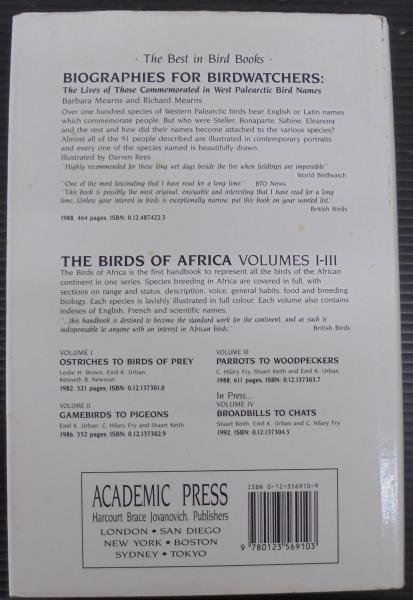 · The Best in Bird Books ·
BIOGRAPHIES FOR BIRDWATCHERS:
The Lives of Those Commemorated in West Palearctic Bird Names
Barbara Mearns and Richard Mearns
Over one hundred species of Western Palearctic birds bear English or Latin names
which commemorate people. But who were Steller, Bonaparte, Sabine, Eleanora
and the rest and how did their names become attached to the various species?
Almost all of the 91 people described are illustrated in contemporary portraits
and every one of the species named is beautifully drawn.
Illustrated by Darren Rees
"Highly recommended for those long wet days beside the fire when fieldtrips are impossible."
World Birdwatch
"One of the most fascinating that I have read for a long time." BTO News
"This book is possibly the most original, enjoyable and interesting that I have read for a long
time...Unless your interest in birds is exceptionally narrow, put this book on your wanted list."
British Birds
1988, 464 pages, ISBN: 0.12.487422.3
THE BIRDS OF AFRICA VOLUMES I-III
The Birds of Africa is the first handbook to represent all the birds of the African
continent in one series. Species breeding in Africa are covered in full, with
sections on range and status, description, voice, general habits, food and breeding
biology. Each species is lavishly illustrated in full colour. Each volume also contains
indexes of English, French and scientific names.
"...this handbook is destined to become the standard work for the continent, and as such is
indispensable to anyone with an interest in African birds." British Birds
VOLUME I
OSTRICHES TO BIRDS OF PREY
Leslie H. Brown, Emil K. Urban,
Kenneth B. Newman
1982, 521 pages, ISBN: 0.12.137301.0
VOLUME II
GAMEBIRDS TO PIGEONS
Emil K. Urban, C. Hilary Fry and Stuart Keith
1986, 552 pages, ISBN: 0.12.137302.9
VOLUME III
PARROTS TO WOODPECKERS
C. Hilary Fry, Stuart Keith and Emil K. Urban
1988, 611 pages, ISBN: 0.12.137303.7
In Press...
VOLUME IV
BROADBILLS TO CHATS
Stuart Keith, Emil K. Urban and C. Hilary Fry
1992, ISBN: 0.12.137304.5
ACADEMIC PRESS
Harcourt Brace Jovanovich, Publishers
LONDON • SAN DIEGO
NEW YORK • BOSTON
SYDNEY • TOKYO
ISBN 0-12-356910-9
9 780123 569103